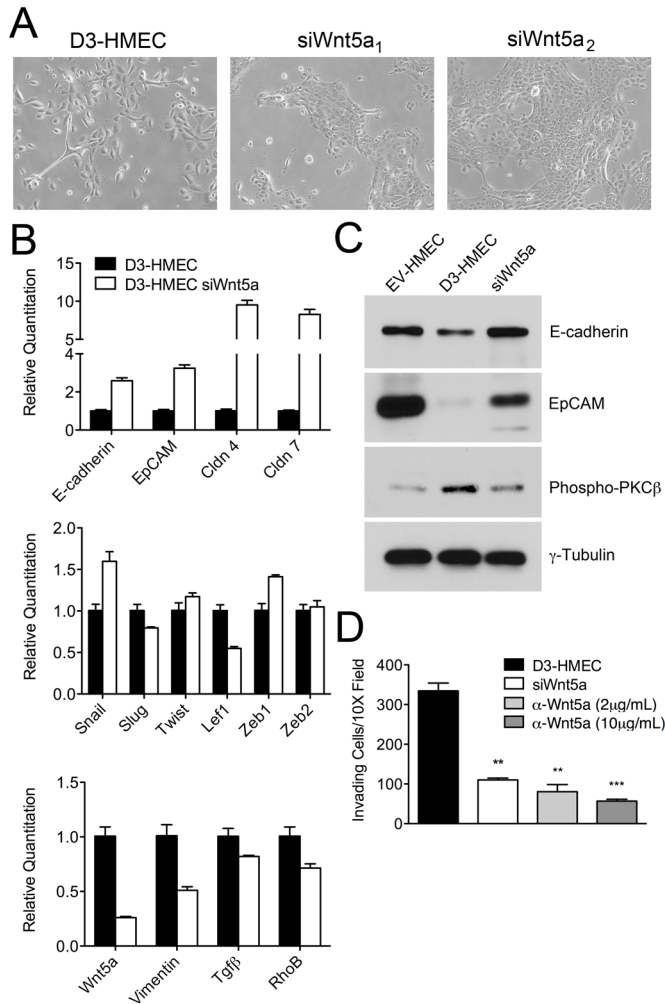 A
D3-HMEC
siWnt5a1
siWnt5a2
B
D3-HMEC
D3-HMEC siWnt5a
Relative Quantitation
15
10
5
4
2
0
E-cadherin
EpCAM
Cldn 4
Cldn 7
Relative Quantitation
2.0
1.5
1.0
0.5
0.0
Snail
Slug
Twist
Lef1
Zeb1
Zeb2
Relative Quantitation
1.5
1.0
0.5
0.0
Wnt5a
Vimentin
Tgfβ
RhoB
C
EV-HMEC
D3-HMEC
siWnt5a
E-cadherin
EpCAM
Phospho-PKCβ
γ-Tubulin
D
D3-HMEC
siWnt5a
α-Wnt5a (2μg/mL)
α-Wnt5a (10μg/mL)
Invading Cells/10X Field
400
300
200
100
0
**
**
***